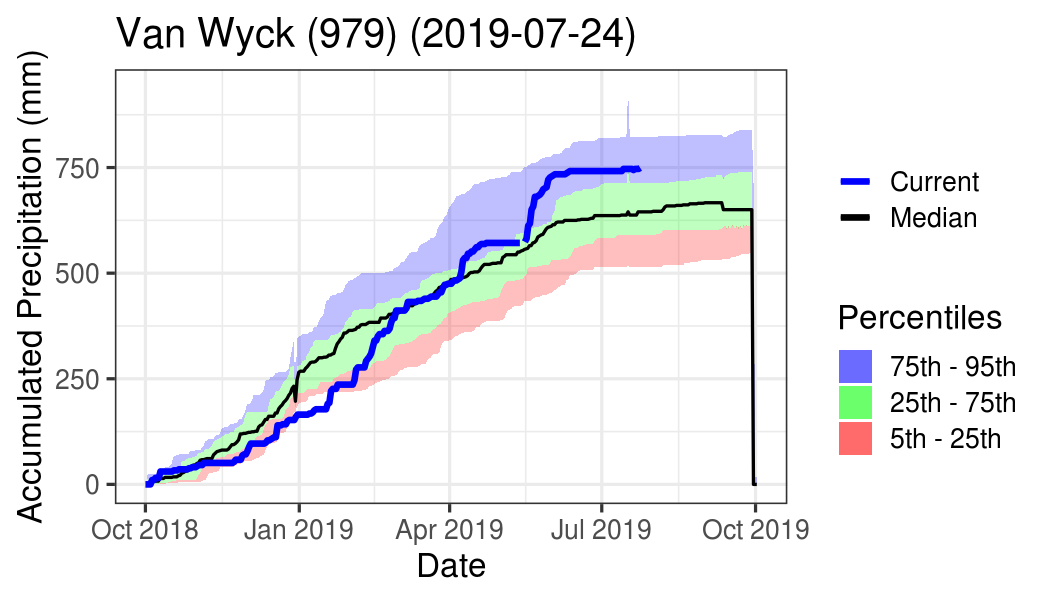 Van Wyck (979) (2019-07-24)
Accumulated Precipitation (mm)
750
500
250
0
Oct 2018
Jan 2019
Apr 2019
Jul 2019
Oct 2019
Date
Current
Median
Percentiles
75th - 95th
25th - 75th
5th - 25th